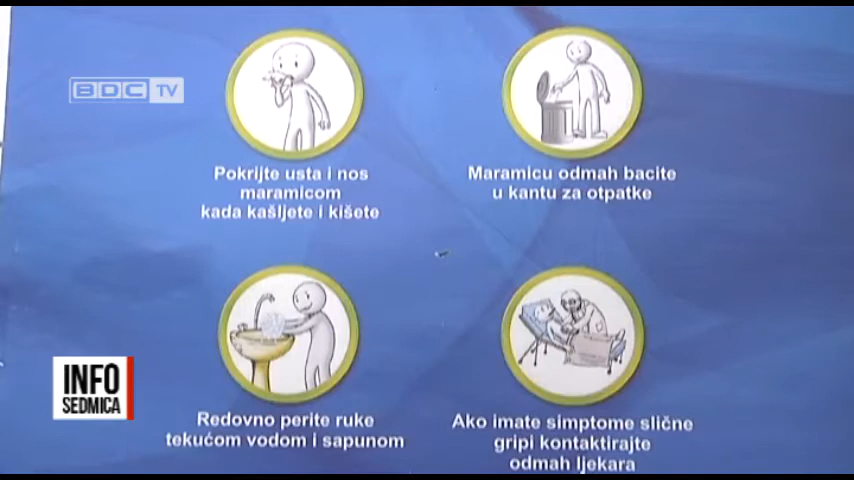 BDC TV
Pokrijte usta i nos
maramicom
kada kašljete i kišete
Maramicu odmah bacite
u kantu za otpatke
Redovno perite ruke
tekućom vodom i sapunom
Ako imate simptome slične
gripi kontaktirajte
odmah ljekara
INFO
SEDMICA